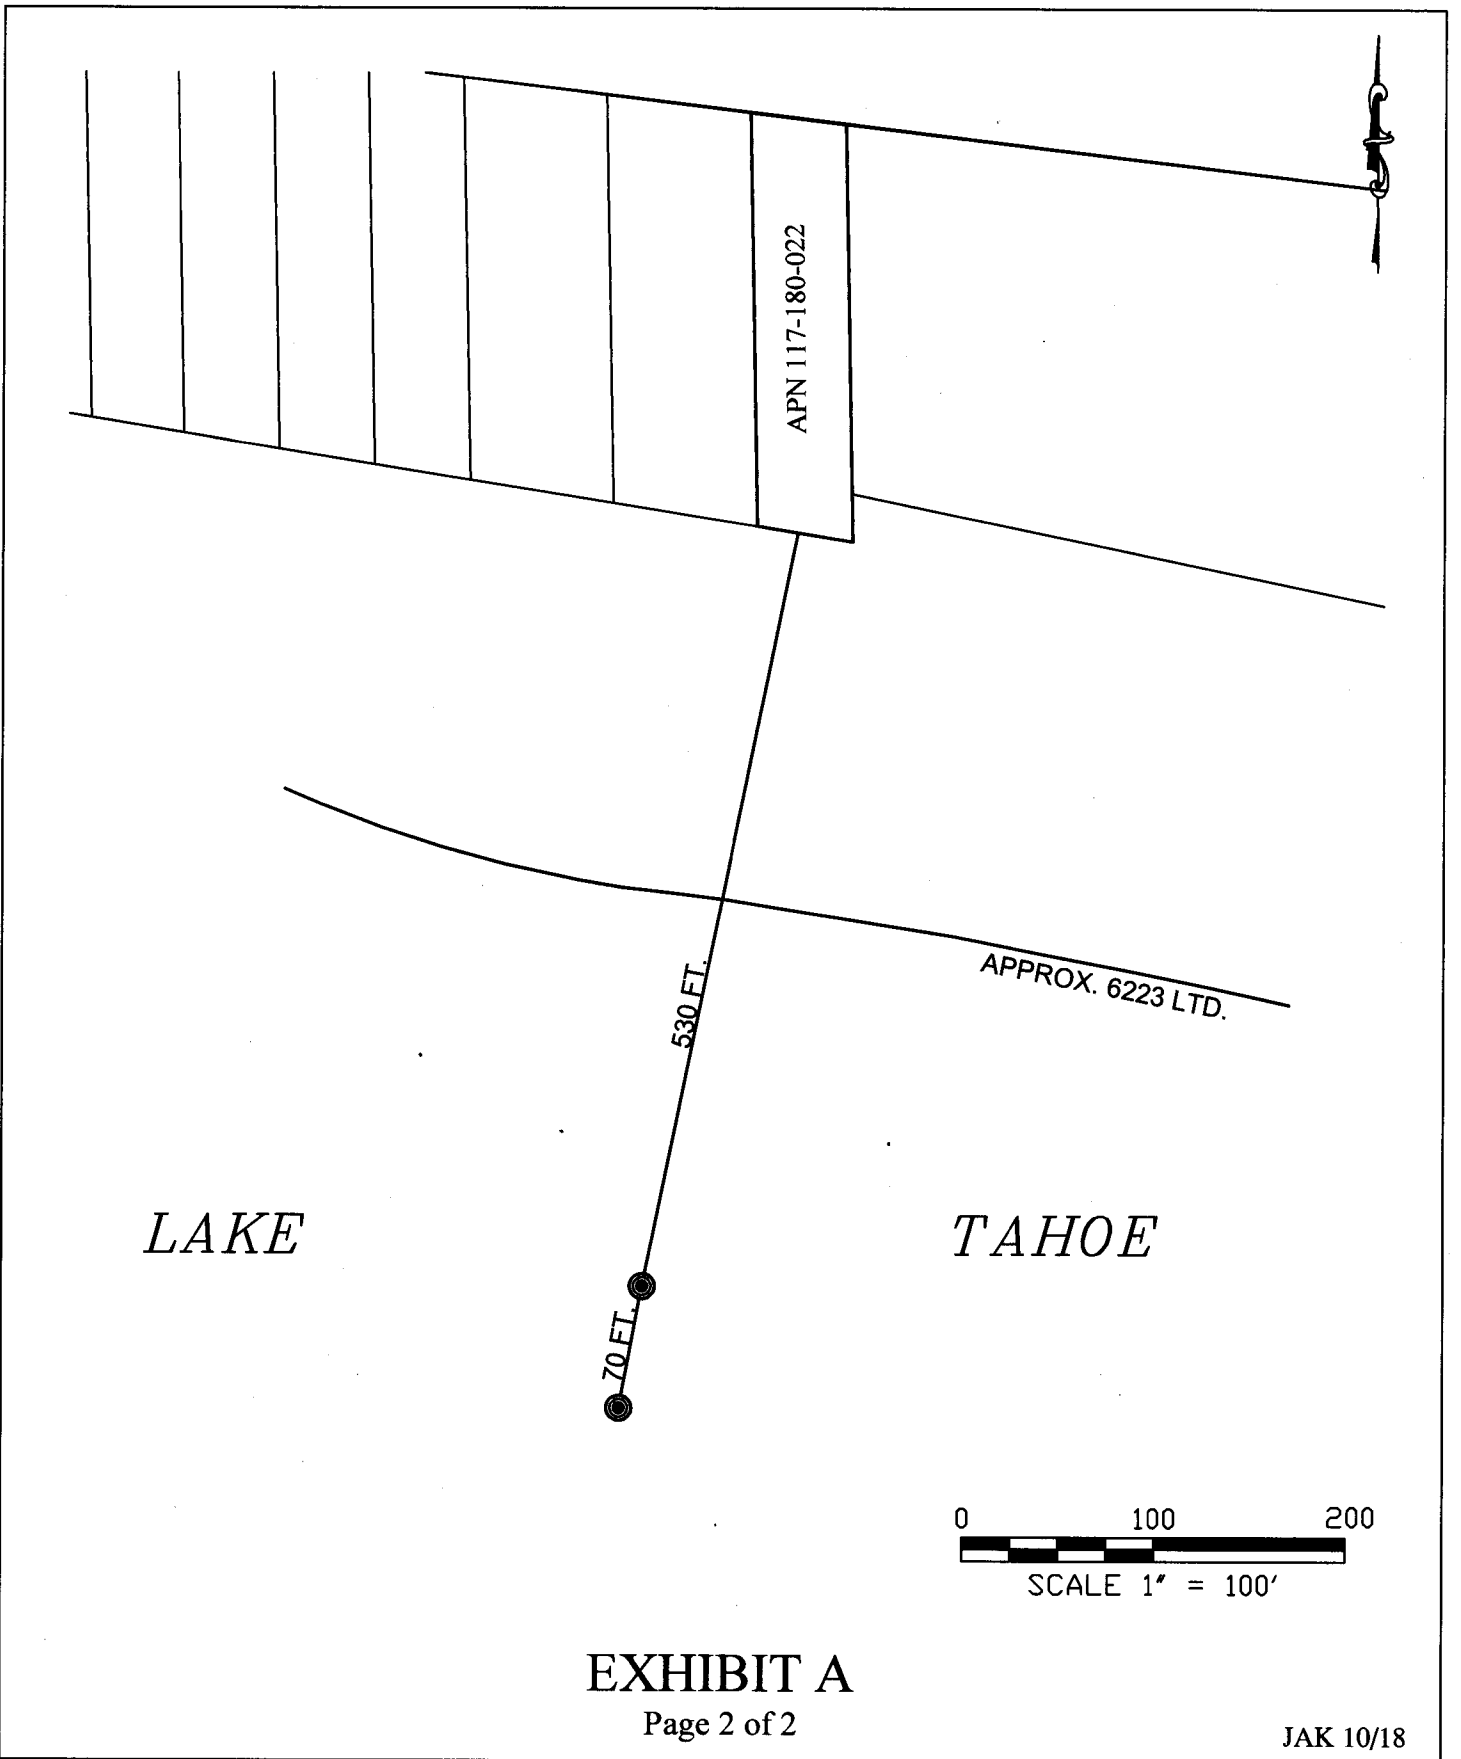 APN 117-180-022
APPROX. 6223 LTD.
530 FT.
LAKE TAHOE
70 FT.
0 100 200
SCALE 1" = 100'
EXHIBIT A
Page 2 of 2
JAK 10/18